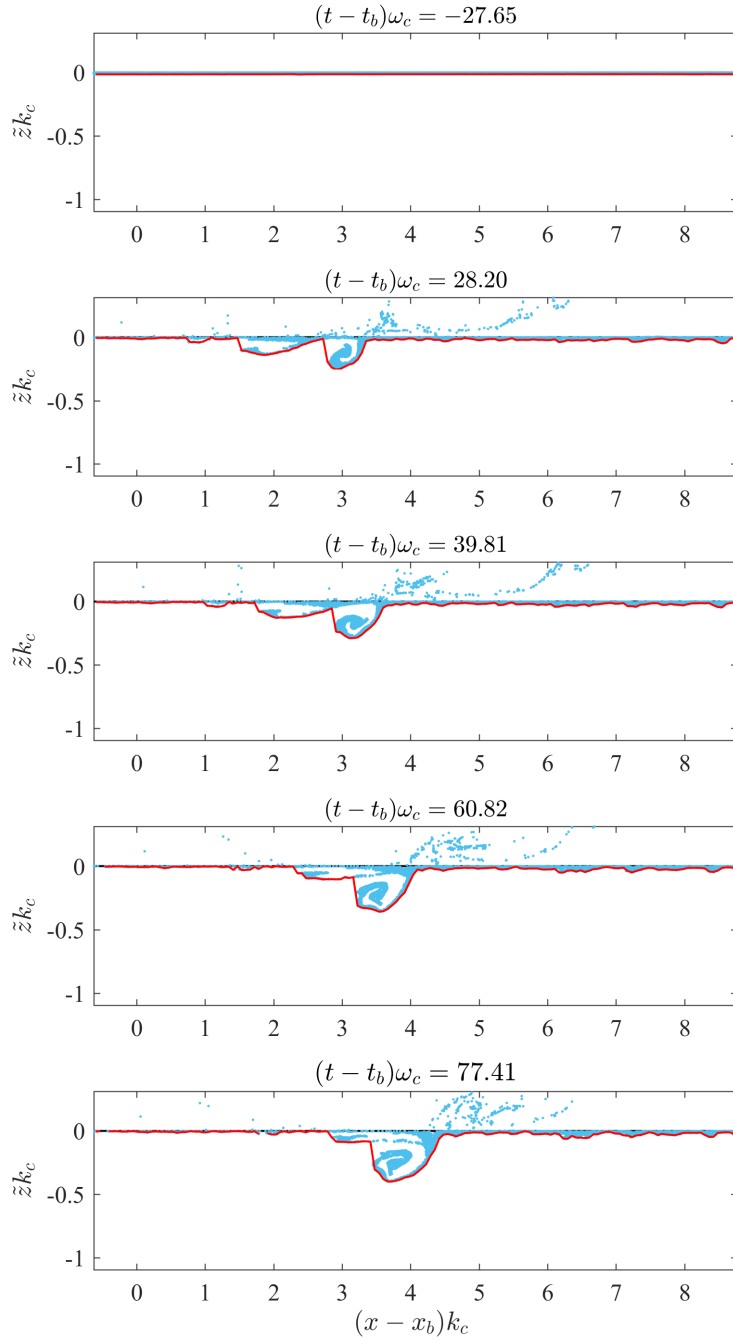 (t − t_b)ω_c = −27.65
0
-0.5
-1
z̃k_c
0 1 2 3 4 5 6 7 8
(t − t_b)ω_c = 28.20
0
-0.5
-1
z̃k_c
0 1 2 3 4 5 6 7 8
(t − t_b)ω_c = 39.81
0
-0.5
-1
z̃k_c
0 1 2 3 4 5 6 7 8
(t − t_b)ω_c = 60.82
0
-0.5
-1
z̃k_c
0 1 2 3 4 5 6 7 8
(t − t_b)ω_c = 77.41
0
-0.5
-1
z̃k_c
0 1 2 3 4 5 6 7 8
(x − x_b)k_c